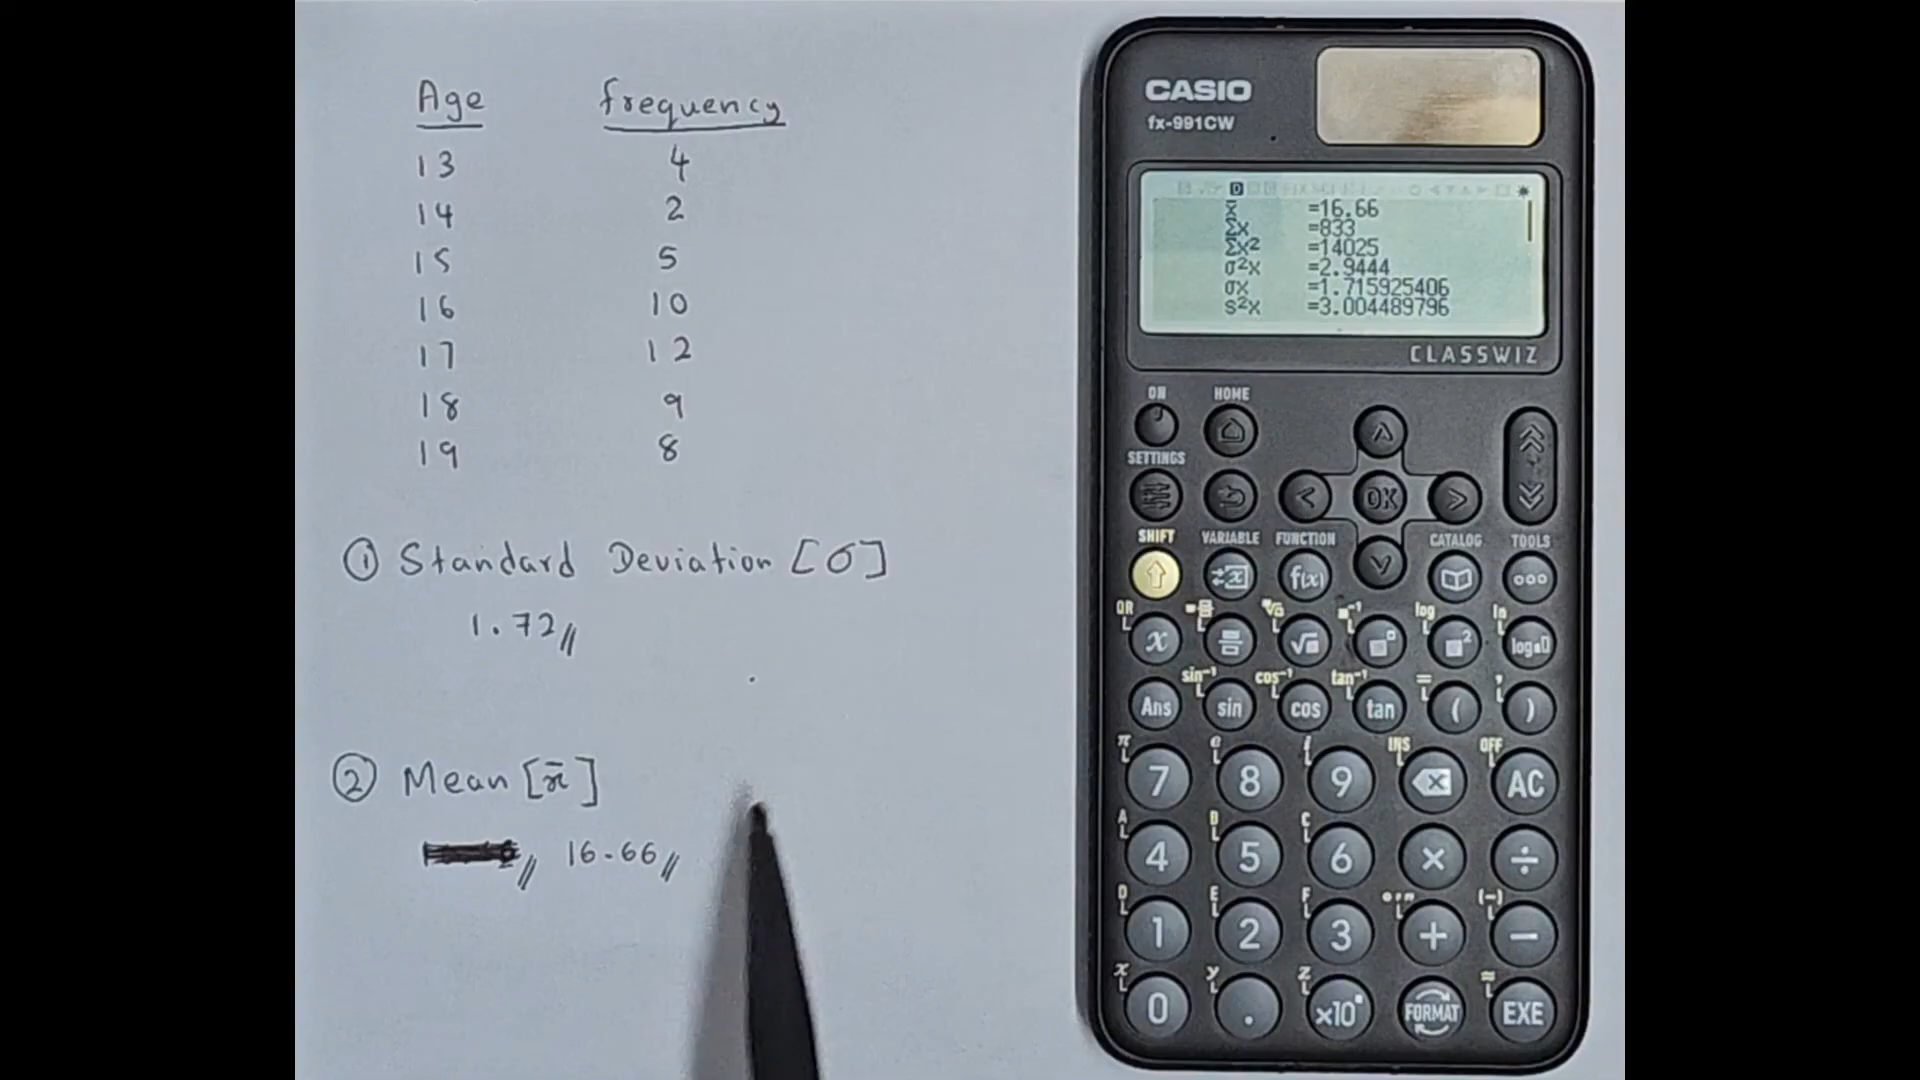 Age frequency
13 4
14 2
15 5
16 10
17 12
18 9
19 8
① Standard Deviation [σ]
1.72//
② Mean [x̄]
// 16.66//
CASIO
fx-991CW
x̄ =16.66
Σx =833
Σx² =14025
σ²x =2.9444
σx =1.715925406
s²x =3.004489796
CLASSWIZ
ON HOME
SETTINGS
OK
SHIFT VARIABLE FUNCTION CATALOG TOOLS
x f(x)
QR log ln
x √ log
sin⁻¹ cos⁻¹ tan⁻¹ = ,
Ans sin cos tan ( )
π e i INS OFF
7 8 9 AC
A B C
4 5 6 × ÷
D E F (-)
1 2 3 + −
x y z ≈
0 . ×10 FORMAT EXE